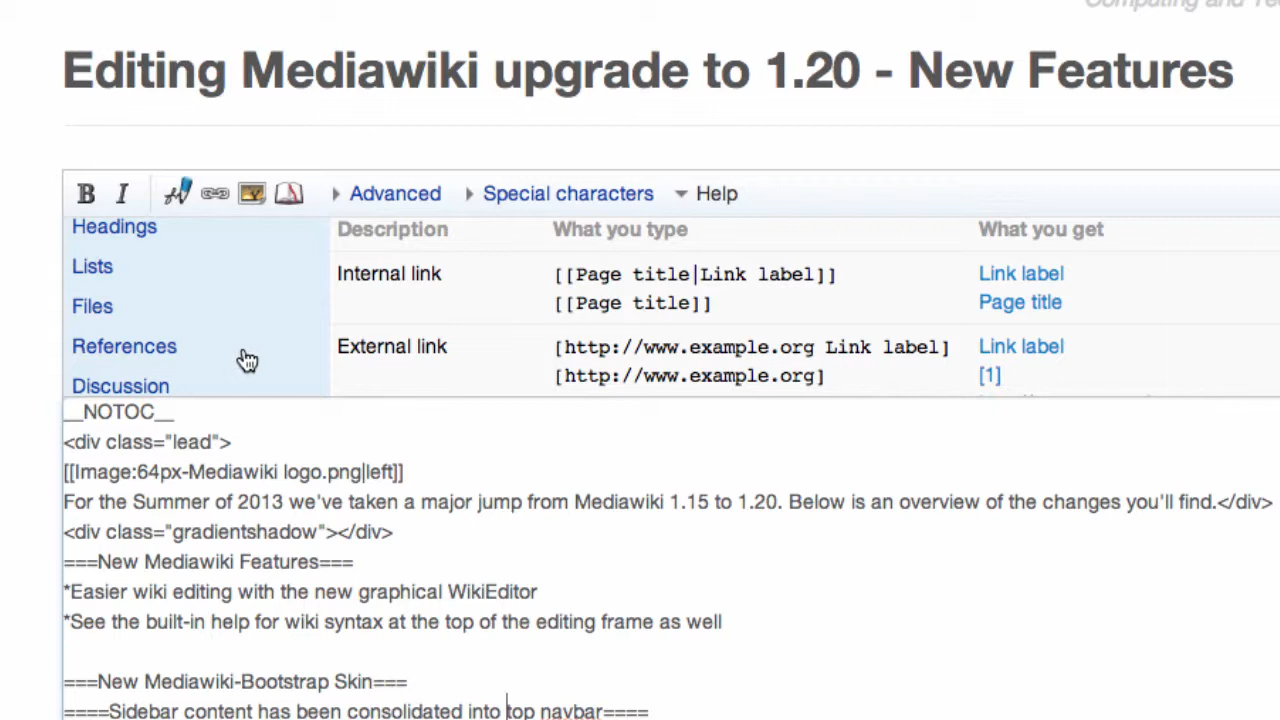 Computing and Te
Editing Mediawiki upgrade to 1.20 - New Features
B I Advanced Special characters Help
Headings
Description What you type What you get
Lists
Internal link [[Page title|Link label]] Link label
[[Page title]] Page title
Files
References
External link [http://www.example.org Link label] Link label
[http://www.example.org] [1]
Discussion
__NOTOC__
<div class="lead">
[[Image:64px-Mediawiki logo.png|left]]
For the Summer of 2013 we've taken a major jump from Mediawiki 1.15 to 1.20. Below is an overview of the changes you'll find.</div>
<div class="gradientshadow"></div>
===New Mediawiki Features===
*Easier wiki editing with the new graphical WikiEditor
*See the built-in help for wiki syntax at the top of the editing frame as well
===New Mediawiki-Bootstrap Skin===
====Sidebar content has been consolidated into top navbar====